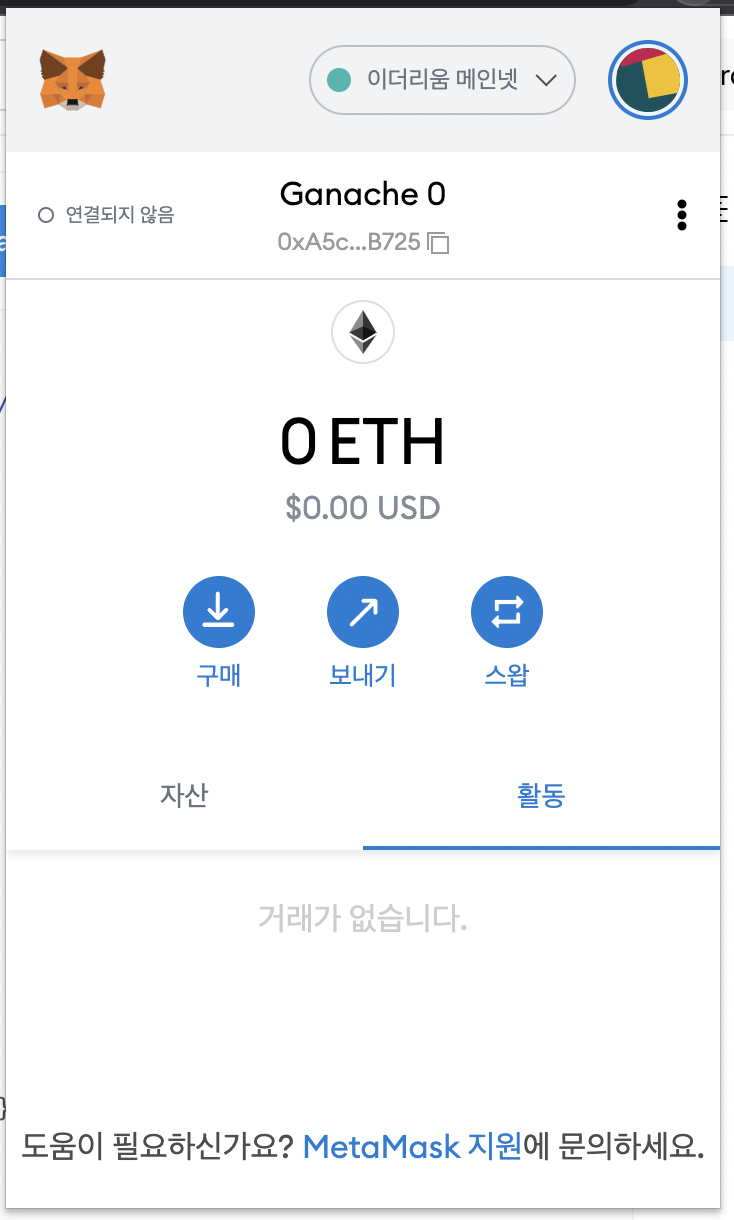 이더리움 메인넷
연결되지 않음
Ganache 0
0xA5c...B725
0 ETH
$0.00 USD
구매
보내기
스왑
자산
활동
거래가 없습니다.
도움이 필요하신가요? MetaMask 지원에 문의하세요.